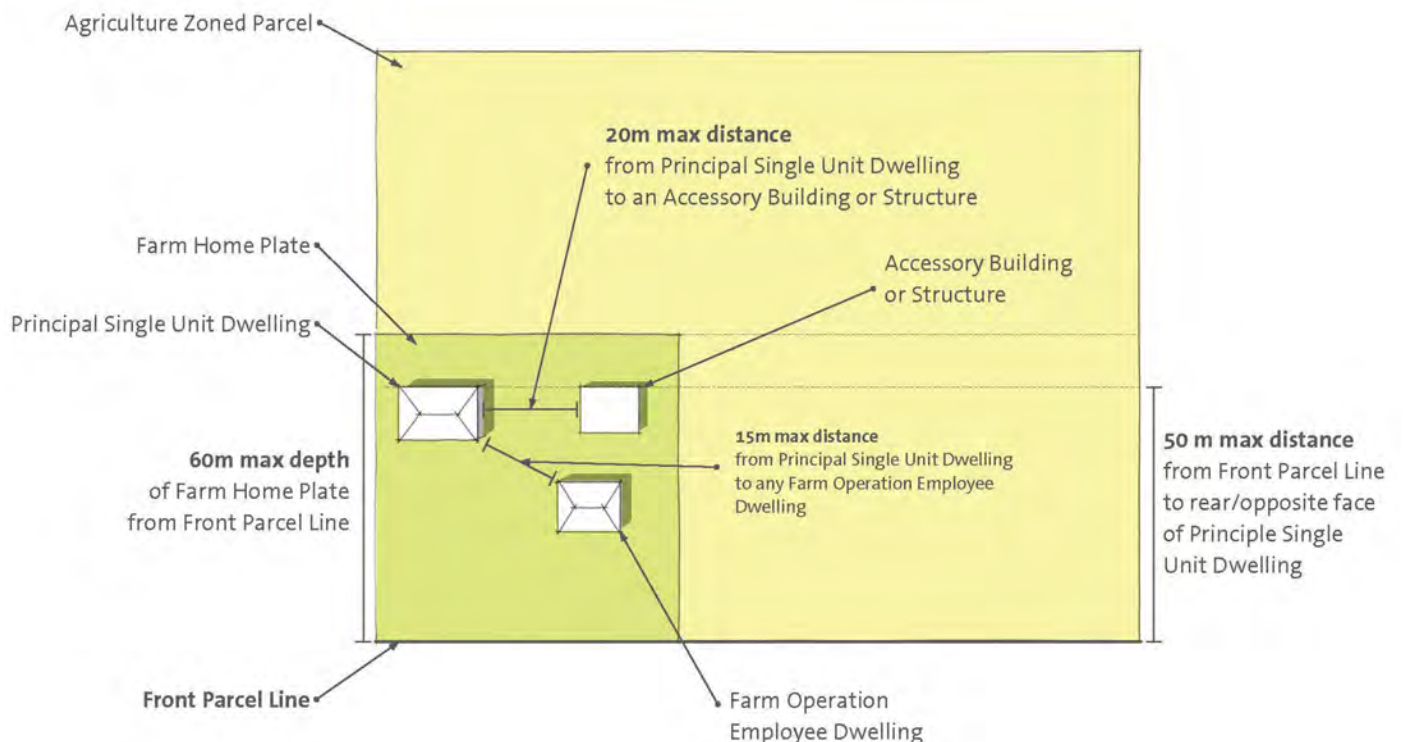 Agriculture Zoned Parcel
20m max distance
from Principal Single Unit Dwelling
to an Accessory Building or Structure
Farm Home Plate
Accessory Building
or Structure
Principal Single Unit Dwelling
15m max distance
from Principal Single Unit Dwelling
to any Farm Operation Employee
Dwelling
60m max depth
of Farm Home Plate
from Front Parcel Line
50 m max distance
from Front Parcel Line
to rear/opposite face
of Principle Single
Unit Dwelling
Front Parcel Line
Farm Operation
Employee Dwelling